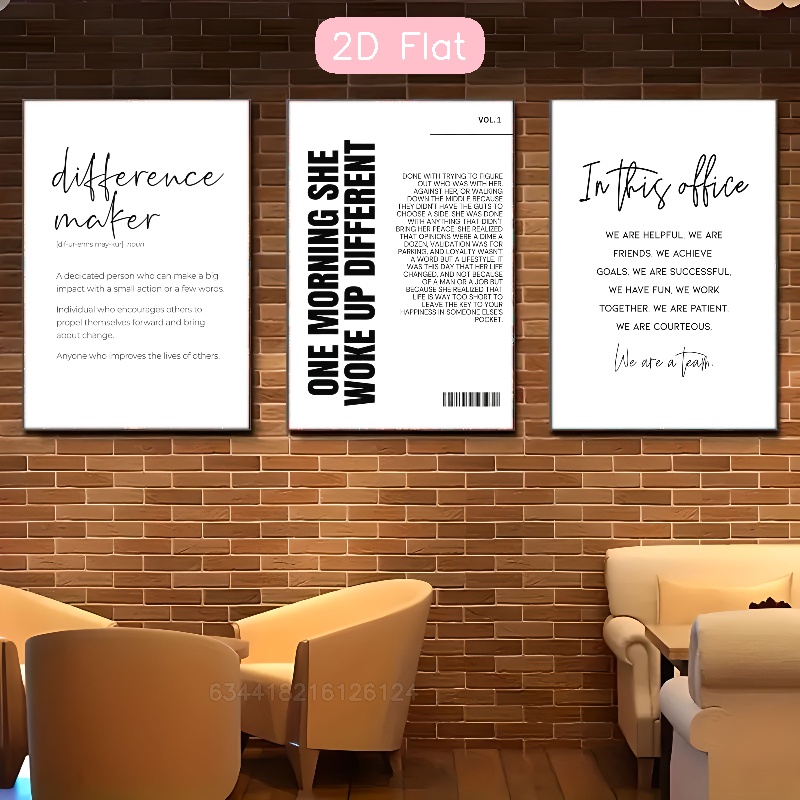 2D Flat
difference
maker
[dif-ur-ens may-kur] noun
A dedicated person who can make a big
impact with a small action or a few words.
Individual who encourages others to
propel themselves forward and bring
about change.
Anyone who improves the lives of others.
ONE MORNING SHE
WOKE UP DIFFERENT
VOL.1
DONE WITH TRYING TO FIGURE
OUT WHO WAS WITH HER,
AGAINST HER, OR WALKING
DOWN THE MIDDLE BECAUSE
THEY DIDN'T HAVE THE GUTS TO
CHOOSE A SIDE. SHE WAS DONE
WITH ANYTHING THAT DIDN'T
BRING HER PEACE. SHE REALIZED
THAT OPINIONS WERE A DIME A
DOZEN, VALIDATION WAS FOR
PARKING, AND LOYALTY WASN'T
A WORD BUT A LIFESTYLE. IT
WAS THIS DAY THAT HER LIFE
CHANGED. AND NOT BECAUSE
OF A MAN OR A JOB BUT
BECAUSE SHE REALIZED THAT
LIFE IS WAY TOO SHORT TO
LEAVE THE KEY TO YOUR
HAPPINESS IN SOMEONE ELSE'S
POCKET.
In this office
WE ARE HELPFUL. WE ARE
FRIENDS. WE ACHIEVE
GOALS. WE ARE SUCCESSFUL,
WE HAVE FUN, WE WORK
TOGETHER. WE ARE PATIENT.
WE ARE COURTEOUS.
We are a team.
634418216126124